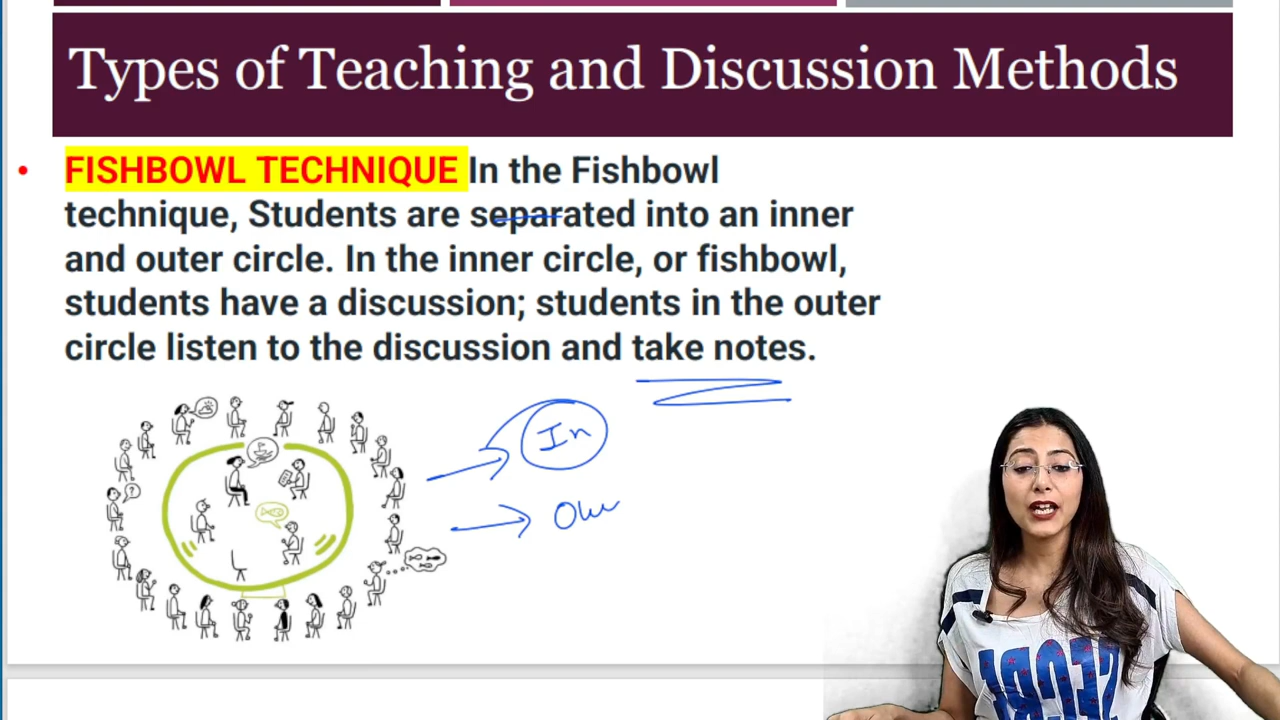 Types of Teaching and Discussion Methods
• FISHBOWL TECHNIQUE In the Fishbowl
technique, Students are separated into an inner
and outer circle. In the inner circle, or fishbowl,
students have a discussion; students in the outer
circle listen to the discussion and take notes.
In